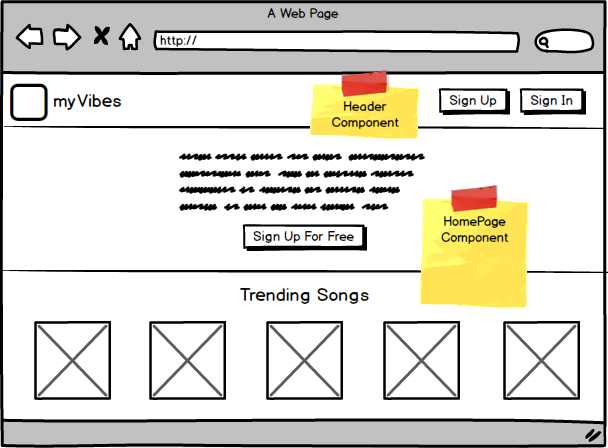 A Web Page
http://
myVibes
Header
Component
Sign Up
Sign In
HomePage
Component
Sign Up For Free
Trending Songs